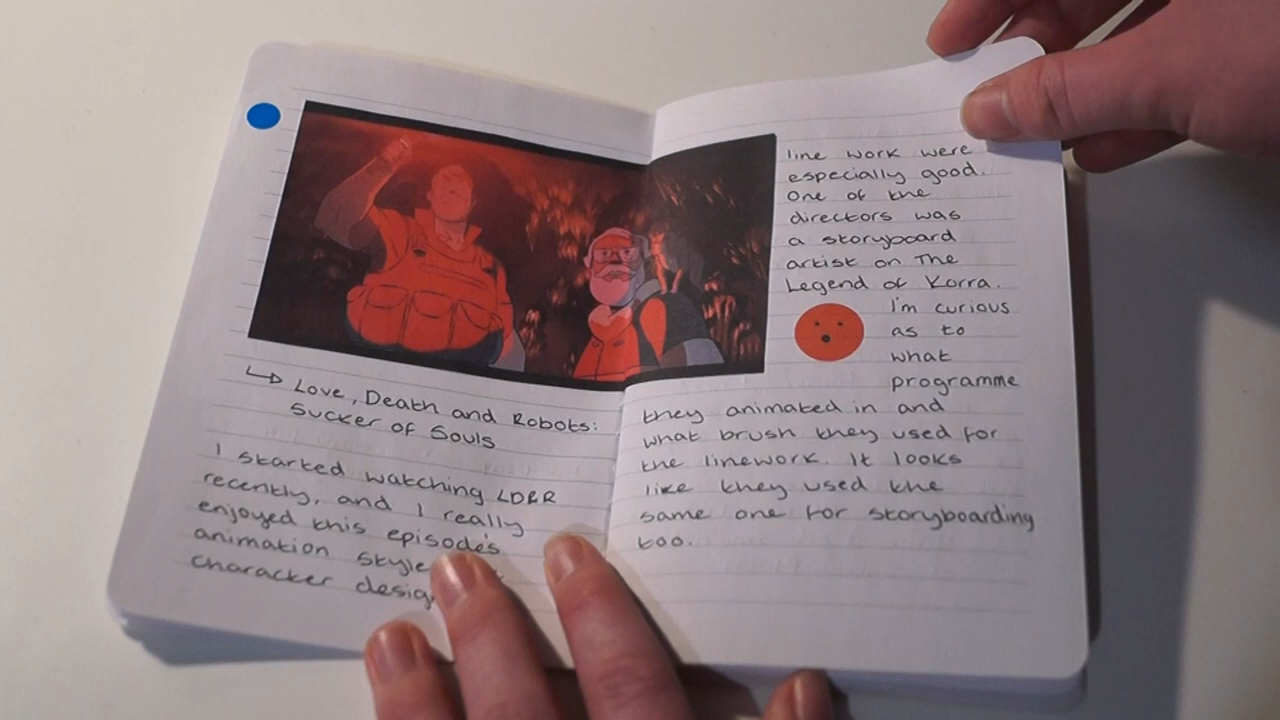 Love, Death and Robots:
Sucker of Souls
I started watching LD&R
recently, and I really
enjoyed this episode's
animation style
character desig
line work were
especially good.
One of the
directors was
a storyboard
artist on The
Legend of Korra.
I'm curious
as to
what
programme
they animated in and
what brush they used for
the linework. It looks
like they used the
same one for storyboarding
too.